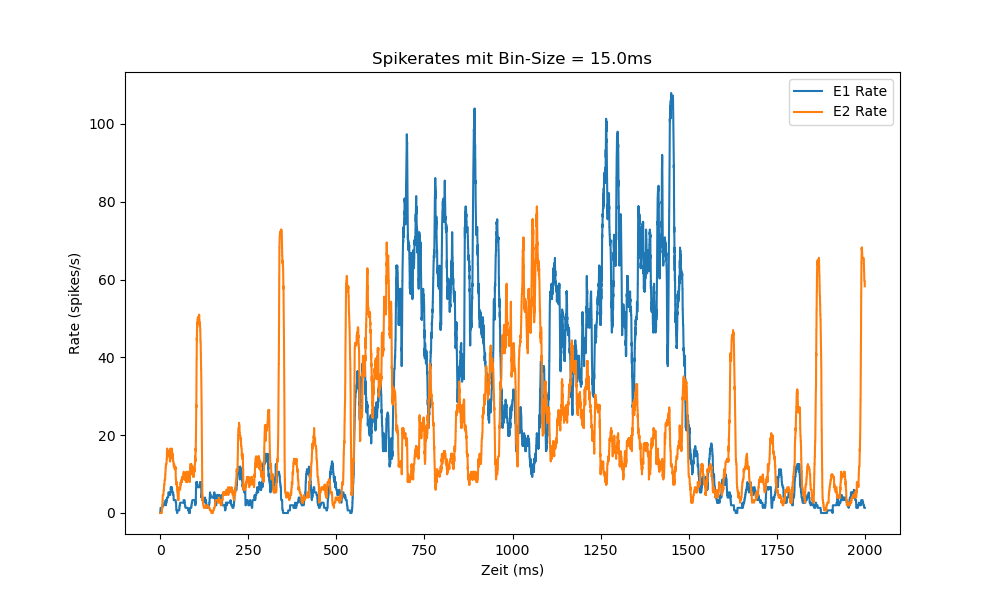 Spikerates mit Bin-Size = 15.0ms
E1 Rate
E2 Rate
Rate (spikes/s)
100
80
60
40
20
0
0 250 500 750 1000 1250 1500 1750 2000
Zeit (ms)